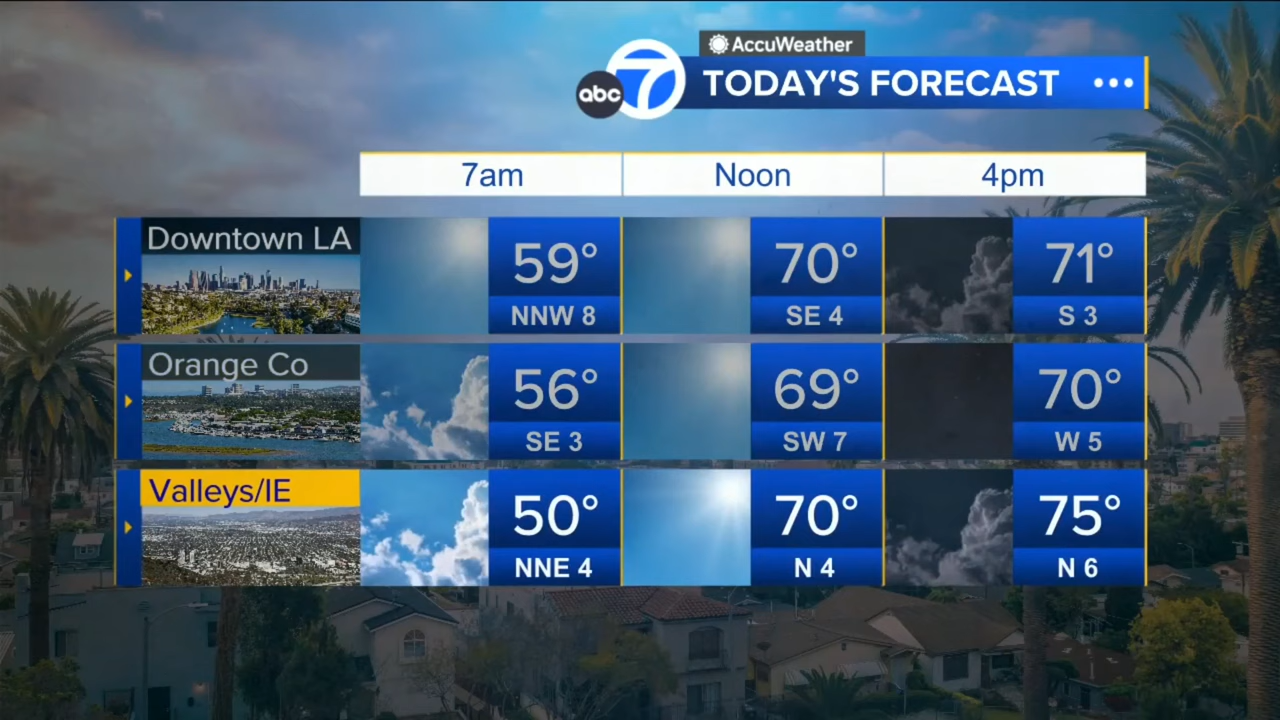 AccuWeather
abc 7 TODAY'S FORECAST
7am Noon 4pm
Downtown LA
59° 70° 71°
NNW 8 SE 4 S 3
Orange Co
56° 69° 70°
SE 3 SW 7 W 5
Valleys/IE
50° 70° 75°
NNE 4 N 4 N 6